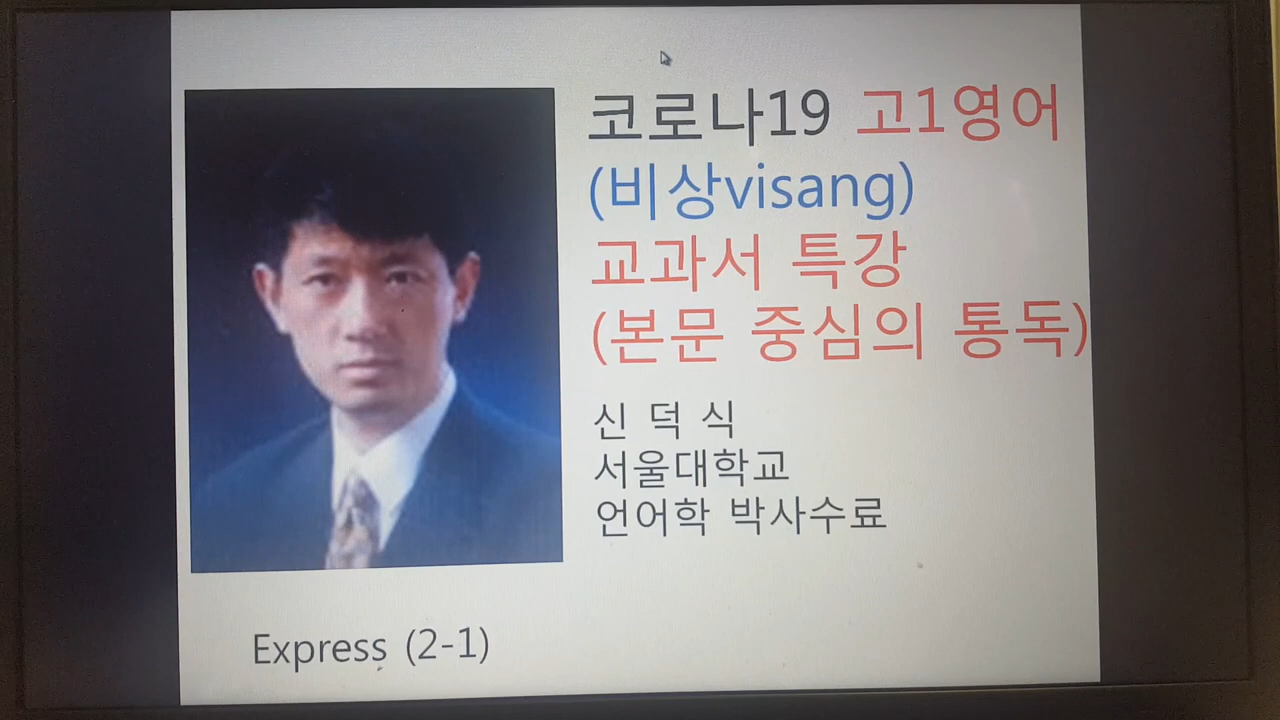 코로나19 고1영어
(비상visang)
교과서 특강
(본문 중심의 통독)
신 덕 식
서울대학교
언어학 박사수료
Express (2-1)